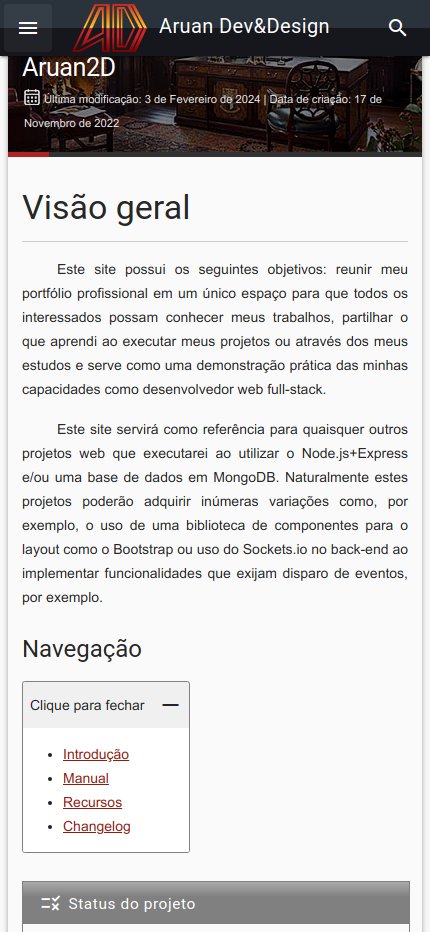 AD Aruan Dev&Design
Aruan2D
Última modificação: 3 de Fevereiro de 2024 | Data de criação: 17 de
Novembro de 2022
Visão geral
Este site possui os seguintes objetivos: reunir meu
portfólio profissional em um único espaço para que todos os
interessados possam conhecer meus trabalhos, partilhar o
que aprendi ao executar meus projetos ou através dos meus
estudos e serve como uma demonstração prática das minhas
capacidades como desenvolvedor web full-stack.
Este site servirá como referência para quaisquer outros
projetos web que executarei ao utilizar o Node.js+Express
e/ou uma base de dados em MongoDB. Naturalmente estes
projetos poderão adquirir inúmeras variações como, por
exemplo, o uso de uma biblioteca de componentes para o
layout como o Bootstrap ou uso do Sockets.io no back-end ao
implementar funcionalidades que exijam disparo de eventos,
por exemplo.
Navegação
Clique para fechar
Introdução
Manual
Recursos
Changelog
Status do projeto